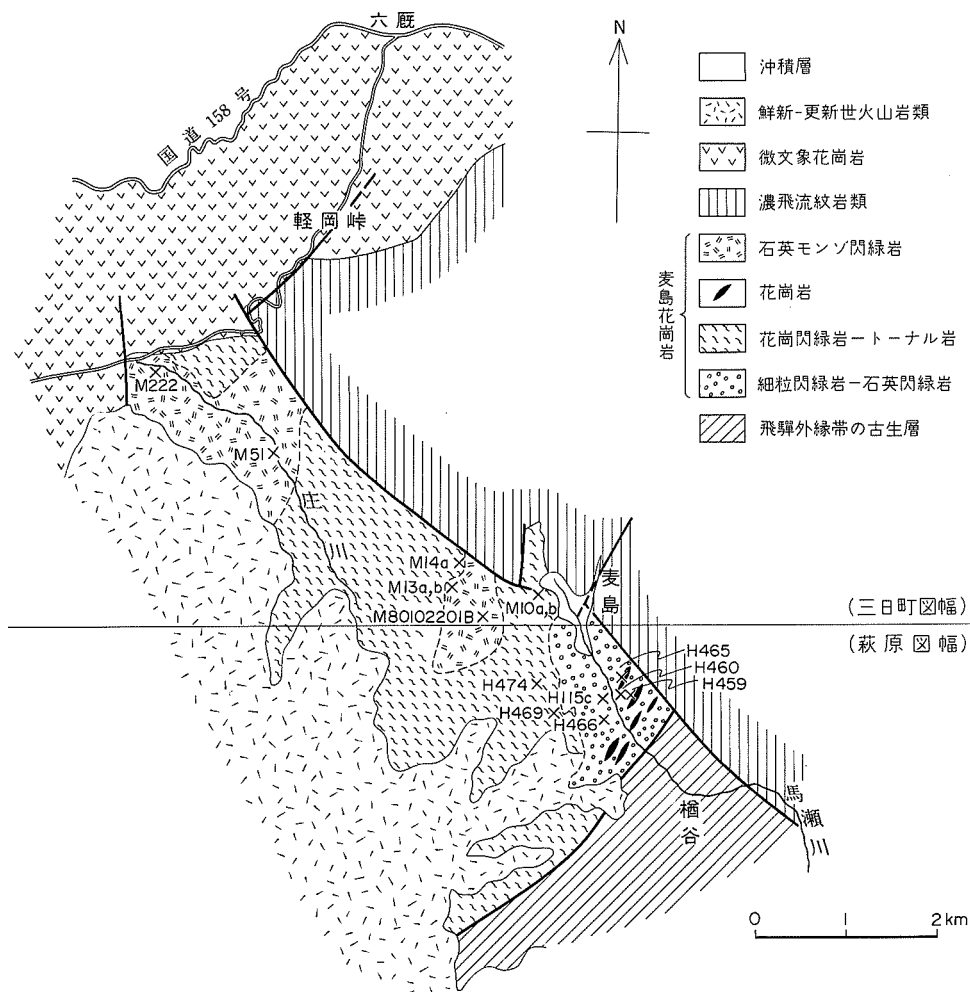 六厩
国道158号
軽岡峠
N
沖積層
鮮新-更新世火山岩類
微文象花崗岩
濃飛流紋岩類
麦島花崗岩
石英モンゾ閃緑岩
花崗岩
花崗閃緑岩ートーナル岩
細粒閃緑岩-石英閃緑岩
飛騨外縁帯の古生層
M222
M51
庄川
M14a
M13a,b
M80102201B
M10a,b
麦島
(三日町図幅)
(萩原図幅)
H465
H460
H459
H474
H115c
H469
H466
楢谷
馬瀬川
0 1 2km